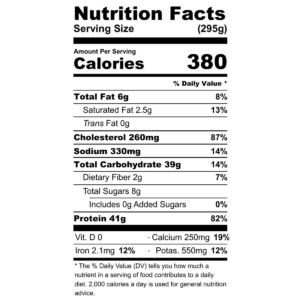 Nutrition Facts
Serving Size (295g)
Amount Per Serving
Calories 380
% Daily Value *
Total Fat 6g 8%
Saturated Fat 2.5g 13%
Trans Fat 0g
Cholesterol 260mg 87%
Sodium 330mg 14%
Total Carbohydrate 39g 14%
Dietary Fiber 2g 7%
Total Sugars 8g
Includes 0g Added Sugars 0%
Protein 41g 82%
Vit. D 0 · Calcium 250mg 19%
Iron 2.1mg 12% · Potas. 550mg 12%
* The % Daily Value (DV) tells you how much a
nutrient in a serving of food contributes to a daily
diet. 2,000 calories a day is used for general nutrition
advice.